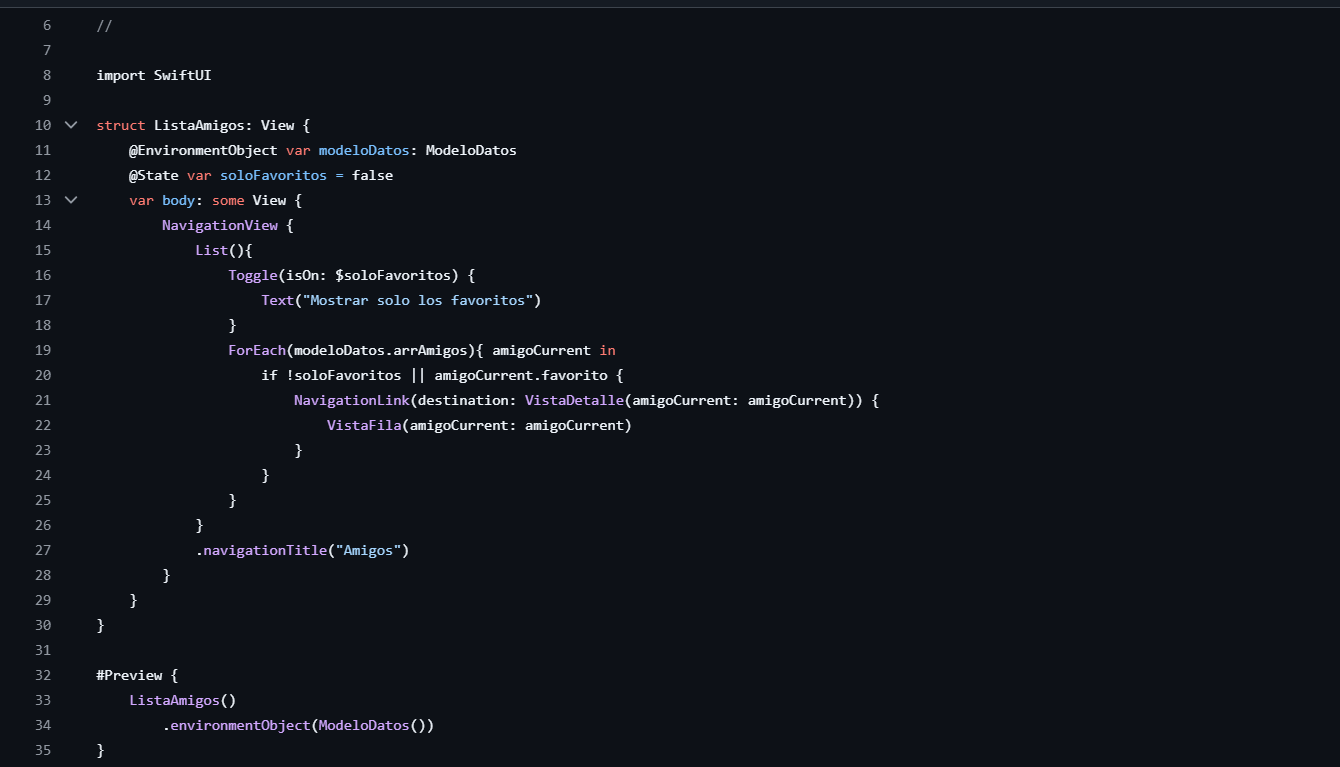 6 //
7
8 import SwiftUI
9
10 struct ListaAmigos: View {
11 @EnvironmentObject var modeloDatos: ModeloDatos
12 @State var soloFavoritos = false
13 var body: some View {
14 NavigationView {
15 List(){
16 Toggle(isOn: $soloFavoritos) {
17 Text("Mostrar solo los favoritos")
18 }
19 ForEach(modeloDatos.arrAmigos){ amigoCurrent in
20 if !soloFavoritos || amigoCurrent.favorito {
21 NavigationLink(destination: VistaDetalle(amigoCurrent: amigoCurrent)) {
22 VistaFila(amigoCurrent: amigoCurrent)
23 }
24 }
25 }
26 }
27 .navigationTitle("Amigos")
28 }
29 }
30 }
31
32 #Preview {
33 ListaAmigos()
34 .environmentObject(ModeloDatos())
35 }